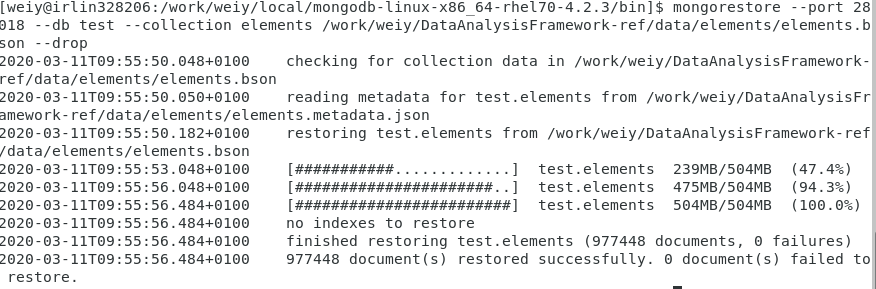 [weiy@irlin328206:/work/weiy/local/mongodb-linux-x86_64-rhel70-4.2.3/bin]$ mongorestore --port 28
018 --db test --collection elements /work/weiy/DataAnalysisFramework-ref/data/elements/elements.b
son --drop
2020-03-11T09:55:50.048+0100    checking for collection data in /work/weiy/DataAnalysisFramework-
ref/data/elements/elements.bson
2020-03-11T09:55:50.050+0100    reading metadata for test.elements from /work/weiy/DataAnalysisFr
amework-ref/data/elements/elements.metadata.json
2020-03-11T09:55:50.182+0100    restoring test.elements from /work/weiy/DataAnalysisFramework-ref
/data/elements/elements.bson
2020-03-11T09:55:53.048+0100    [###########.............]  test.elements  239MB/504MB  (47.4%)
2020-03-11T09:55:56.048+0100    [######################..]  test.elements  475MB/504MB  (94.3%)
2020-03-11T09:55:56.484+0100    [########################]  test.elements  504MB/504MB  (100.0%)
2020-03-11T09:55:56.484+0100    no indexes to restore
2020-03-11T09:55:56.484+0100    finished restoring test.elements (977448 documents, 0 failures)
2020-03-11T09:55:56.484+0100    977448 document(s) restored successfully. 0 document(s) failed to
 restore.